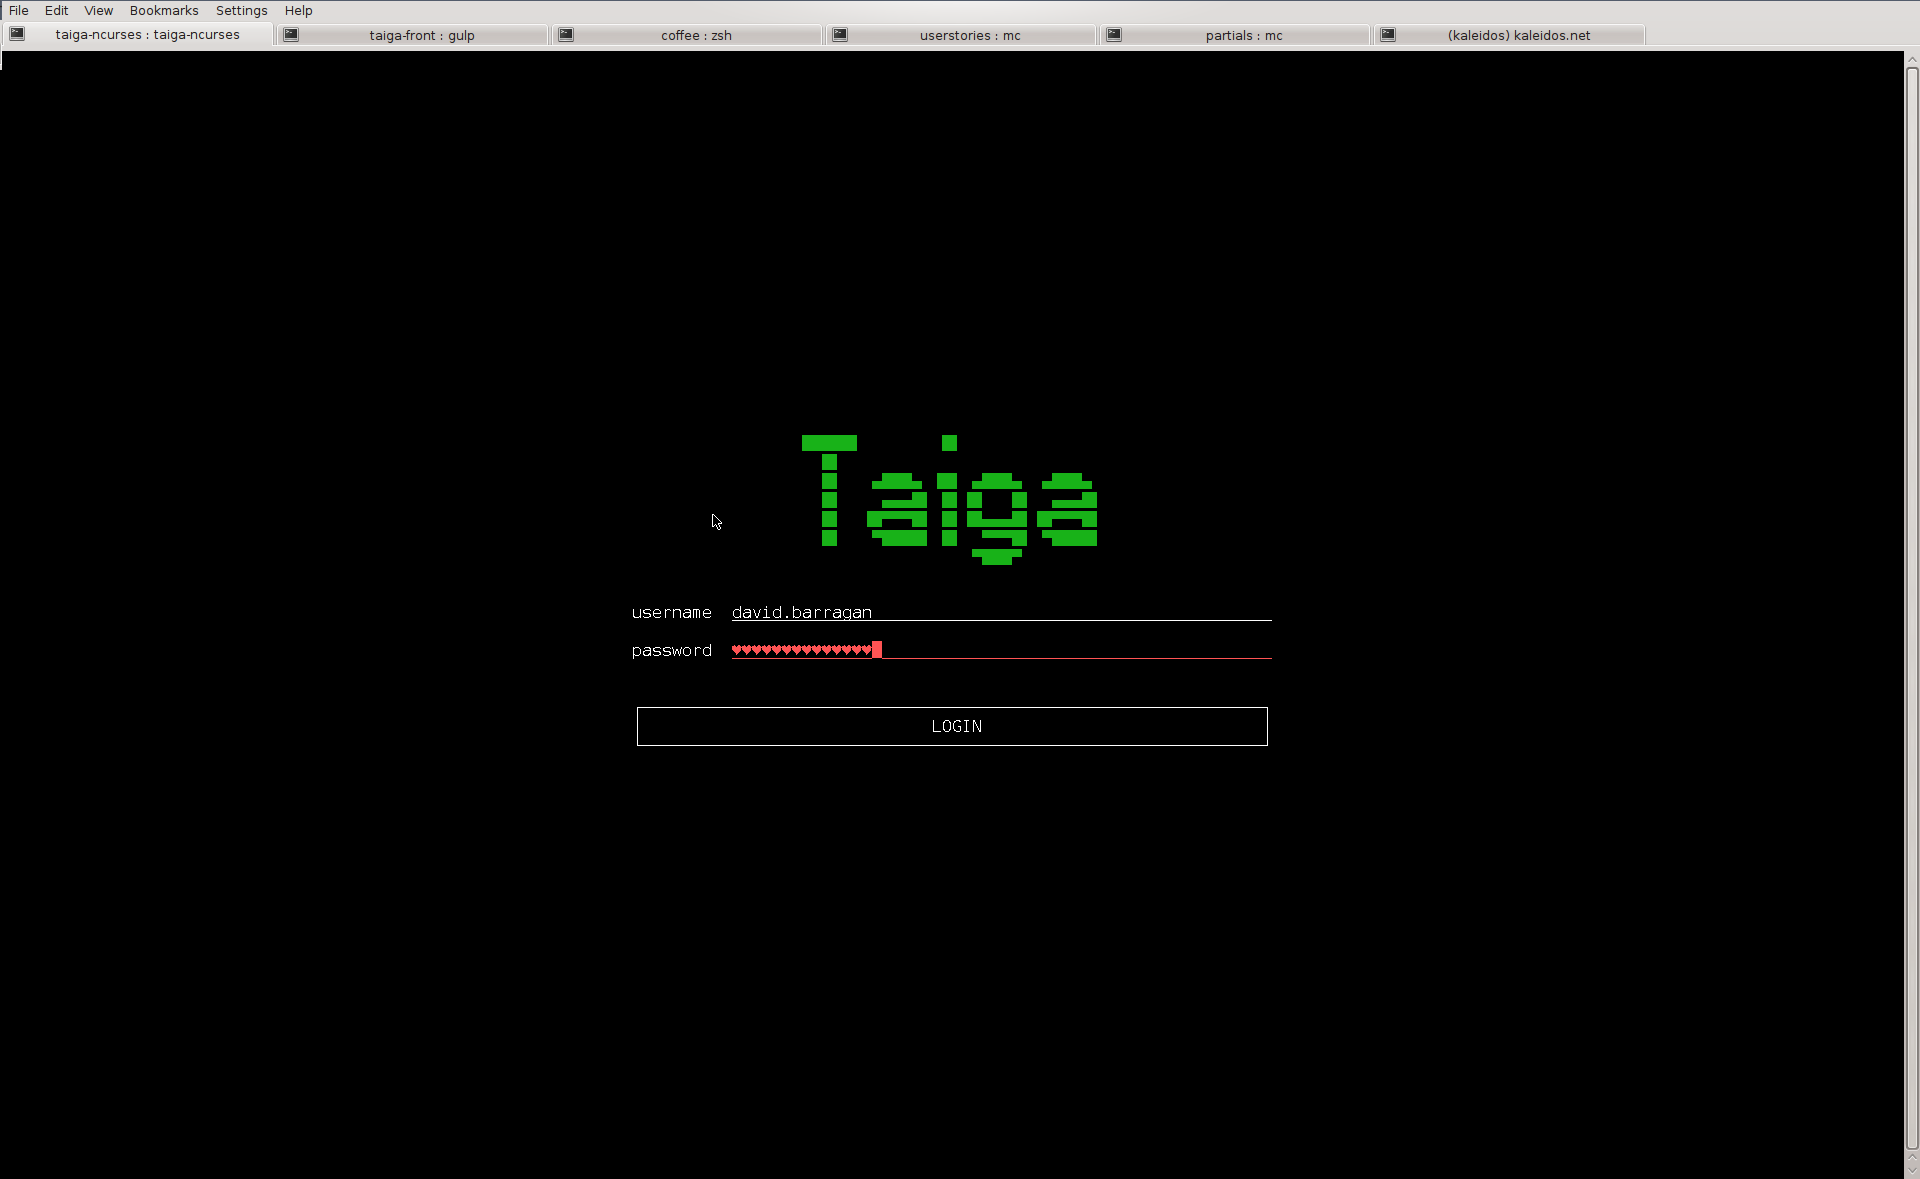 File Edit View Bookmarks Settings Help
taiga-ncurses : taiga-ncurses taiga-front : gulp coffee : zsh userstories : mc partials : mc (kaleidos) kaleidos.net
Taiga
username david.barragan
password ♥♥♥♥♥♥♥♥♥♥♥♥♥♥
LOGIN